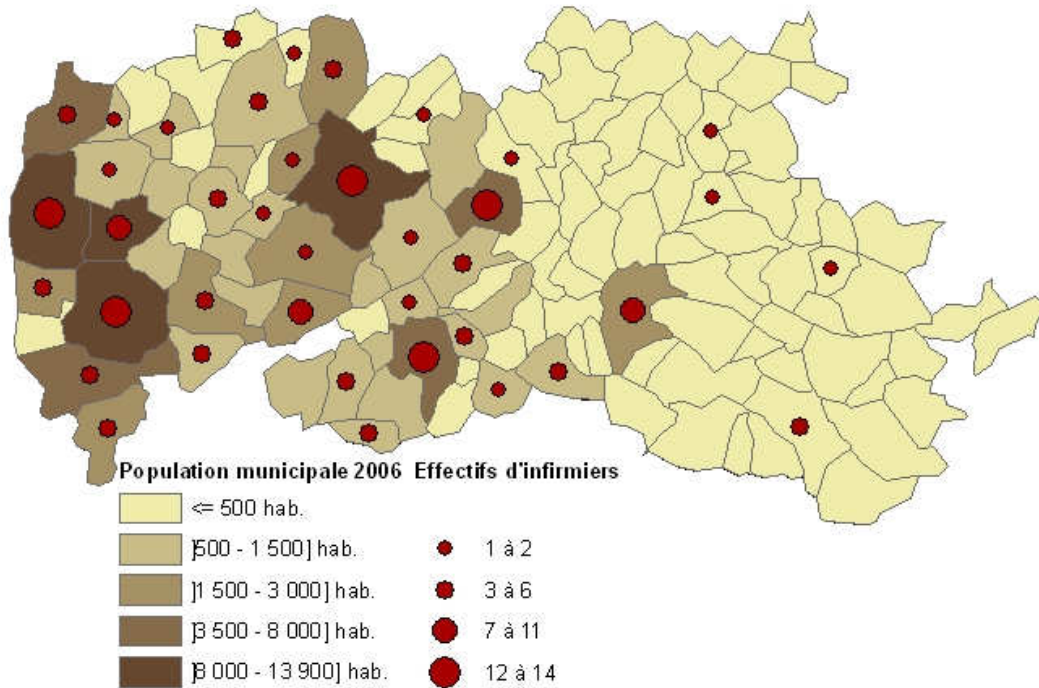 Population municipale 2006 Effectifs d'infirmiers
<= 500 hab.
]500 - 1 500] hab. 1 à 2
]1 500 - 3 000] hab. 3 à 6
]3 500 - 8 000] hab. 7 à 11
]8 000 - 13 900] hab. 12 à 14